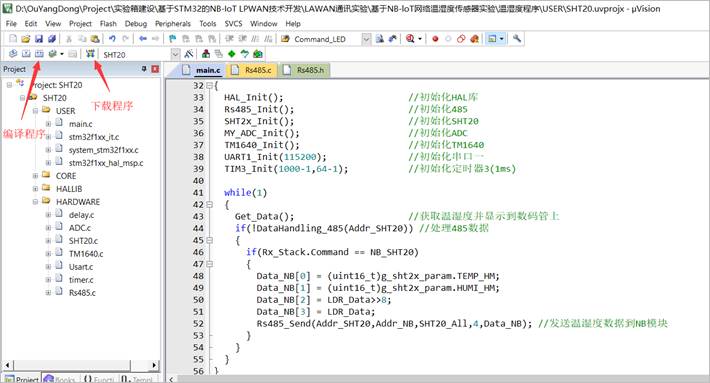 D:\OuYangDong\Project\实验箱建设\基于STM32的NB-IoT LPWAN技术开发\LAWAN通讯实验\基于NB-IoT网络温湿度传感器实验\温湿度程序\USER\SHT20.uvprojx - µVision
File Edit View Project Flash Debug Peripherals Tools SVCS Window Help
Command_LED
SHT20
Project
main.c Rs485.c Rs485.h
Project: SHT20
SHT20
USER
main.c
stm32f1xx_it.c
system_stm32f1xx.c
stm32f1xx_hal_msp.c
CORE
HALLIB
HARDWARE
delay.c
ADC.c
SHT20.c
TM1640.c
Usart.c
timer.c
Rs485.c
编译程序
下载程序
32 {
33 HAL_Init(); //初始化HAL库
34 Rs485_Init(); //初始化485
35 SHT2x_Init(); //初始化SHT20
36 MY_ADC_Init(); //初始化ADC
37 TM1640_Init(); //初始化TM1640
38 UART1_Init(115200); //初始化串口一
39 TIM3_Init(1000-1,64-1); //初始化定时器3(1ms)
40
41 while(1)
42 {
43 Get_Data(); //获取温湿度并显示到数码管上
44 if(!DataHandling_485(Addr_SHT20)) //处理485数据
45 {
46 if(Rx_Stack.Command == NB_SHT20)
47 {
48 Data_NB[0] = (uint16_t)g_sht2x_param.TEMP_HM;
49 Data_NB[1] = (uint16_t)g_sht2x_param.HUMI_HM;
50 Data_NB[2] = LDR_Data>>8;
51 Data_NB[3] = LDR_Data;
52 Rs485_Send(Addr_SHT20,Addr_NB,SHT20_All,4,Data_NB); //发送温湿度数据到NB模块
53 }
54 }
55 }
56 }
Project Books Functi Templ